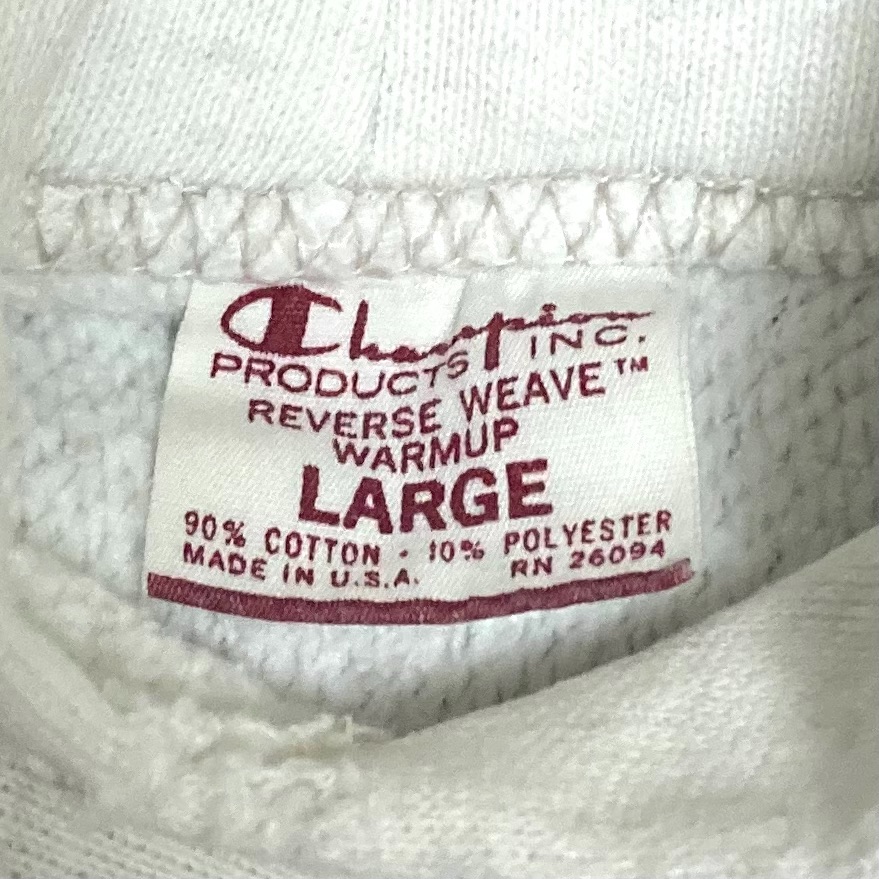 Champion
PRODUCTS INC.
REVERSE WEAVE™
WARMUP
LARGE
90% COTTON · 10% POLYESTER
MADE IN U.S.A. RN 26094